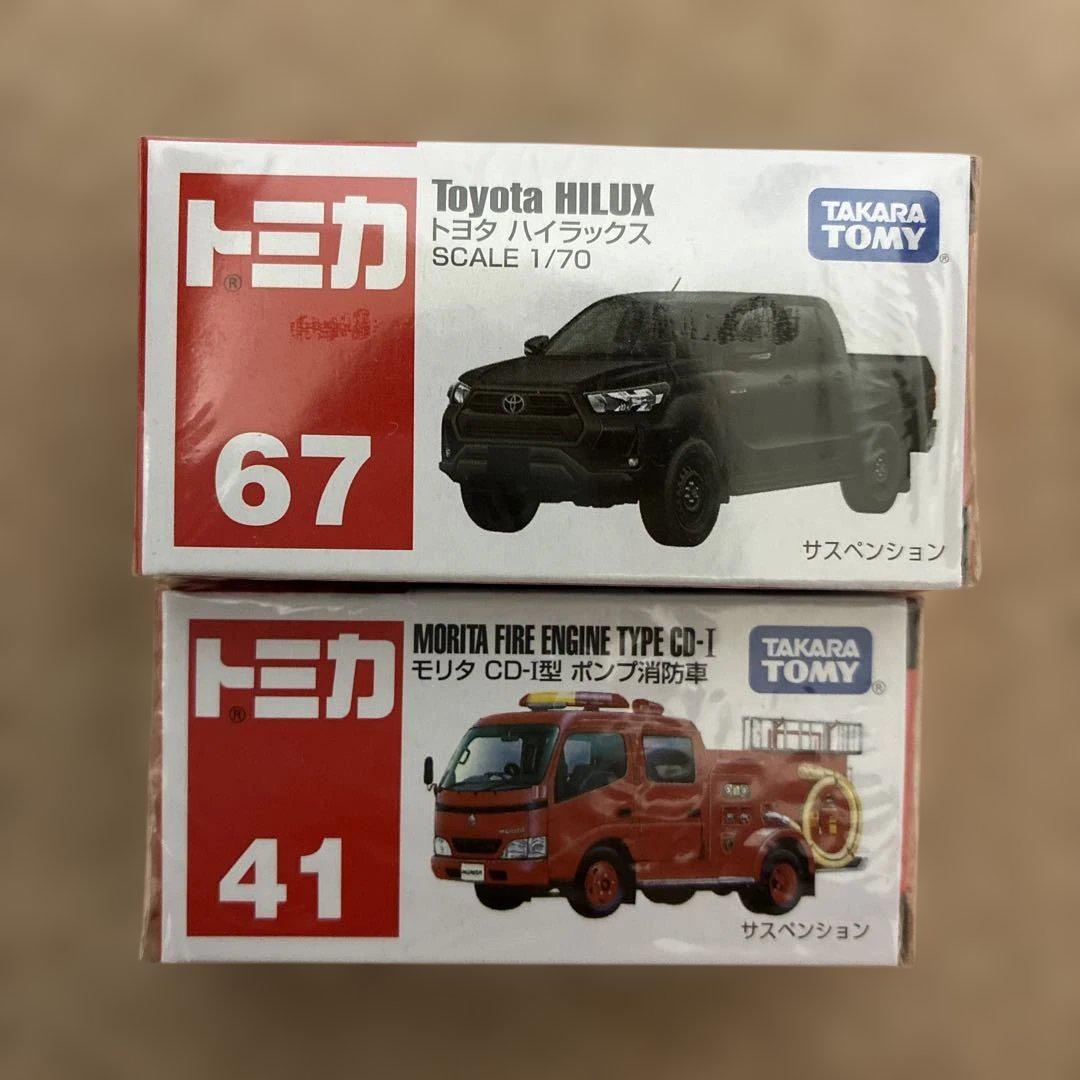 トミカ
®
67
Toyota HILUX
トヨタ ハイラックス
SCALE 1/70
TAKARA
TOMY®
サスペンション
トミカ
®
41
MORITA FIRE ENGINE TYPE CD-I
モリタ CD-I型 ポンプ消防車
TAKARA
TOMY®
MORITA
サスペンション